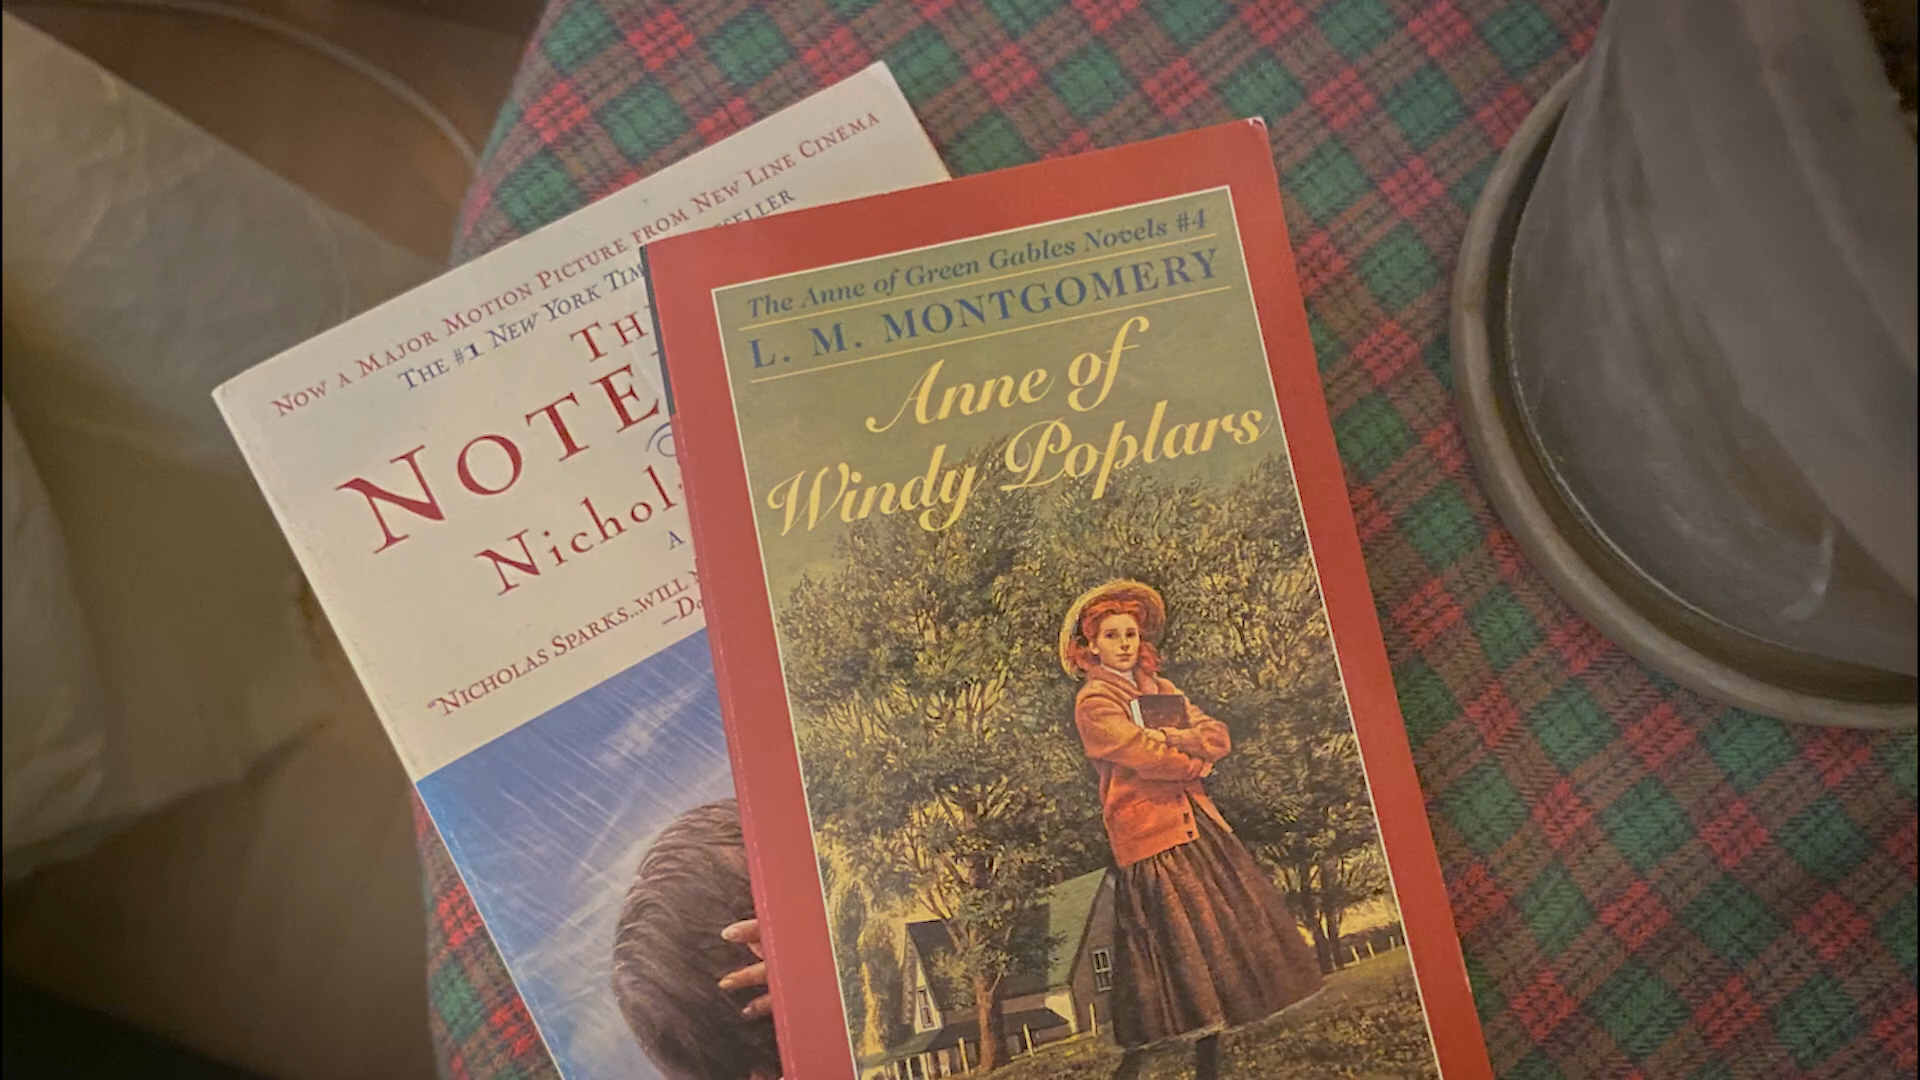 NOW A MAJOR MOTION PICTURE FROM NEW LINE CINEMA
THE #1 NEW YORK TIM SELLER
TH
NOTE
Nichol
A
"NICHOLAS SPARKS...WILL
–Da
The Anne of Green Gables Novels #4
L. M. MONTGOMERY
Anne of
Windy Poplars